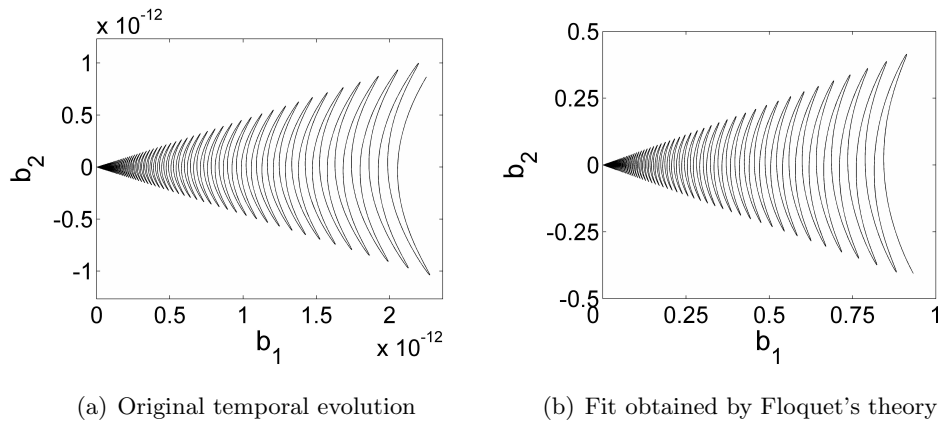 x 10⁻¹²
1
0.5
0
-0.5
-1
b₂
0 0.5 1 1.5 2
b₁ x 10⁻¹²
(a) Original temporal evolution
0.5
0.25
0
-0.25
-0.5
b₂
0 0.25 0.5 0.75 1
b₁
(b) Fit obtained by Floquet's theory